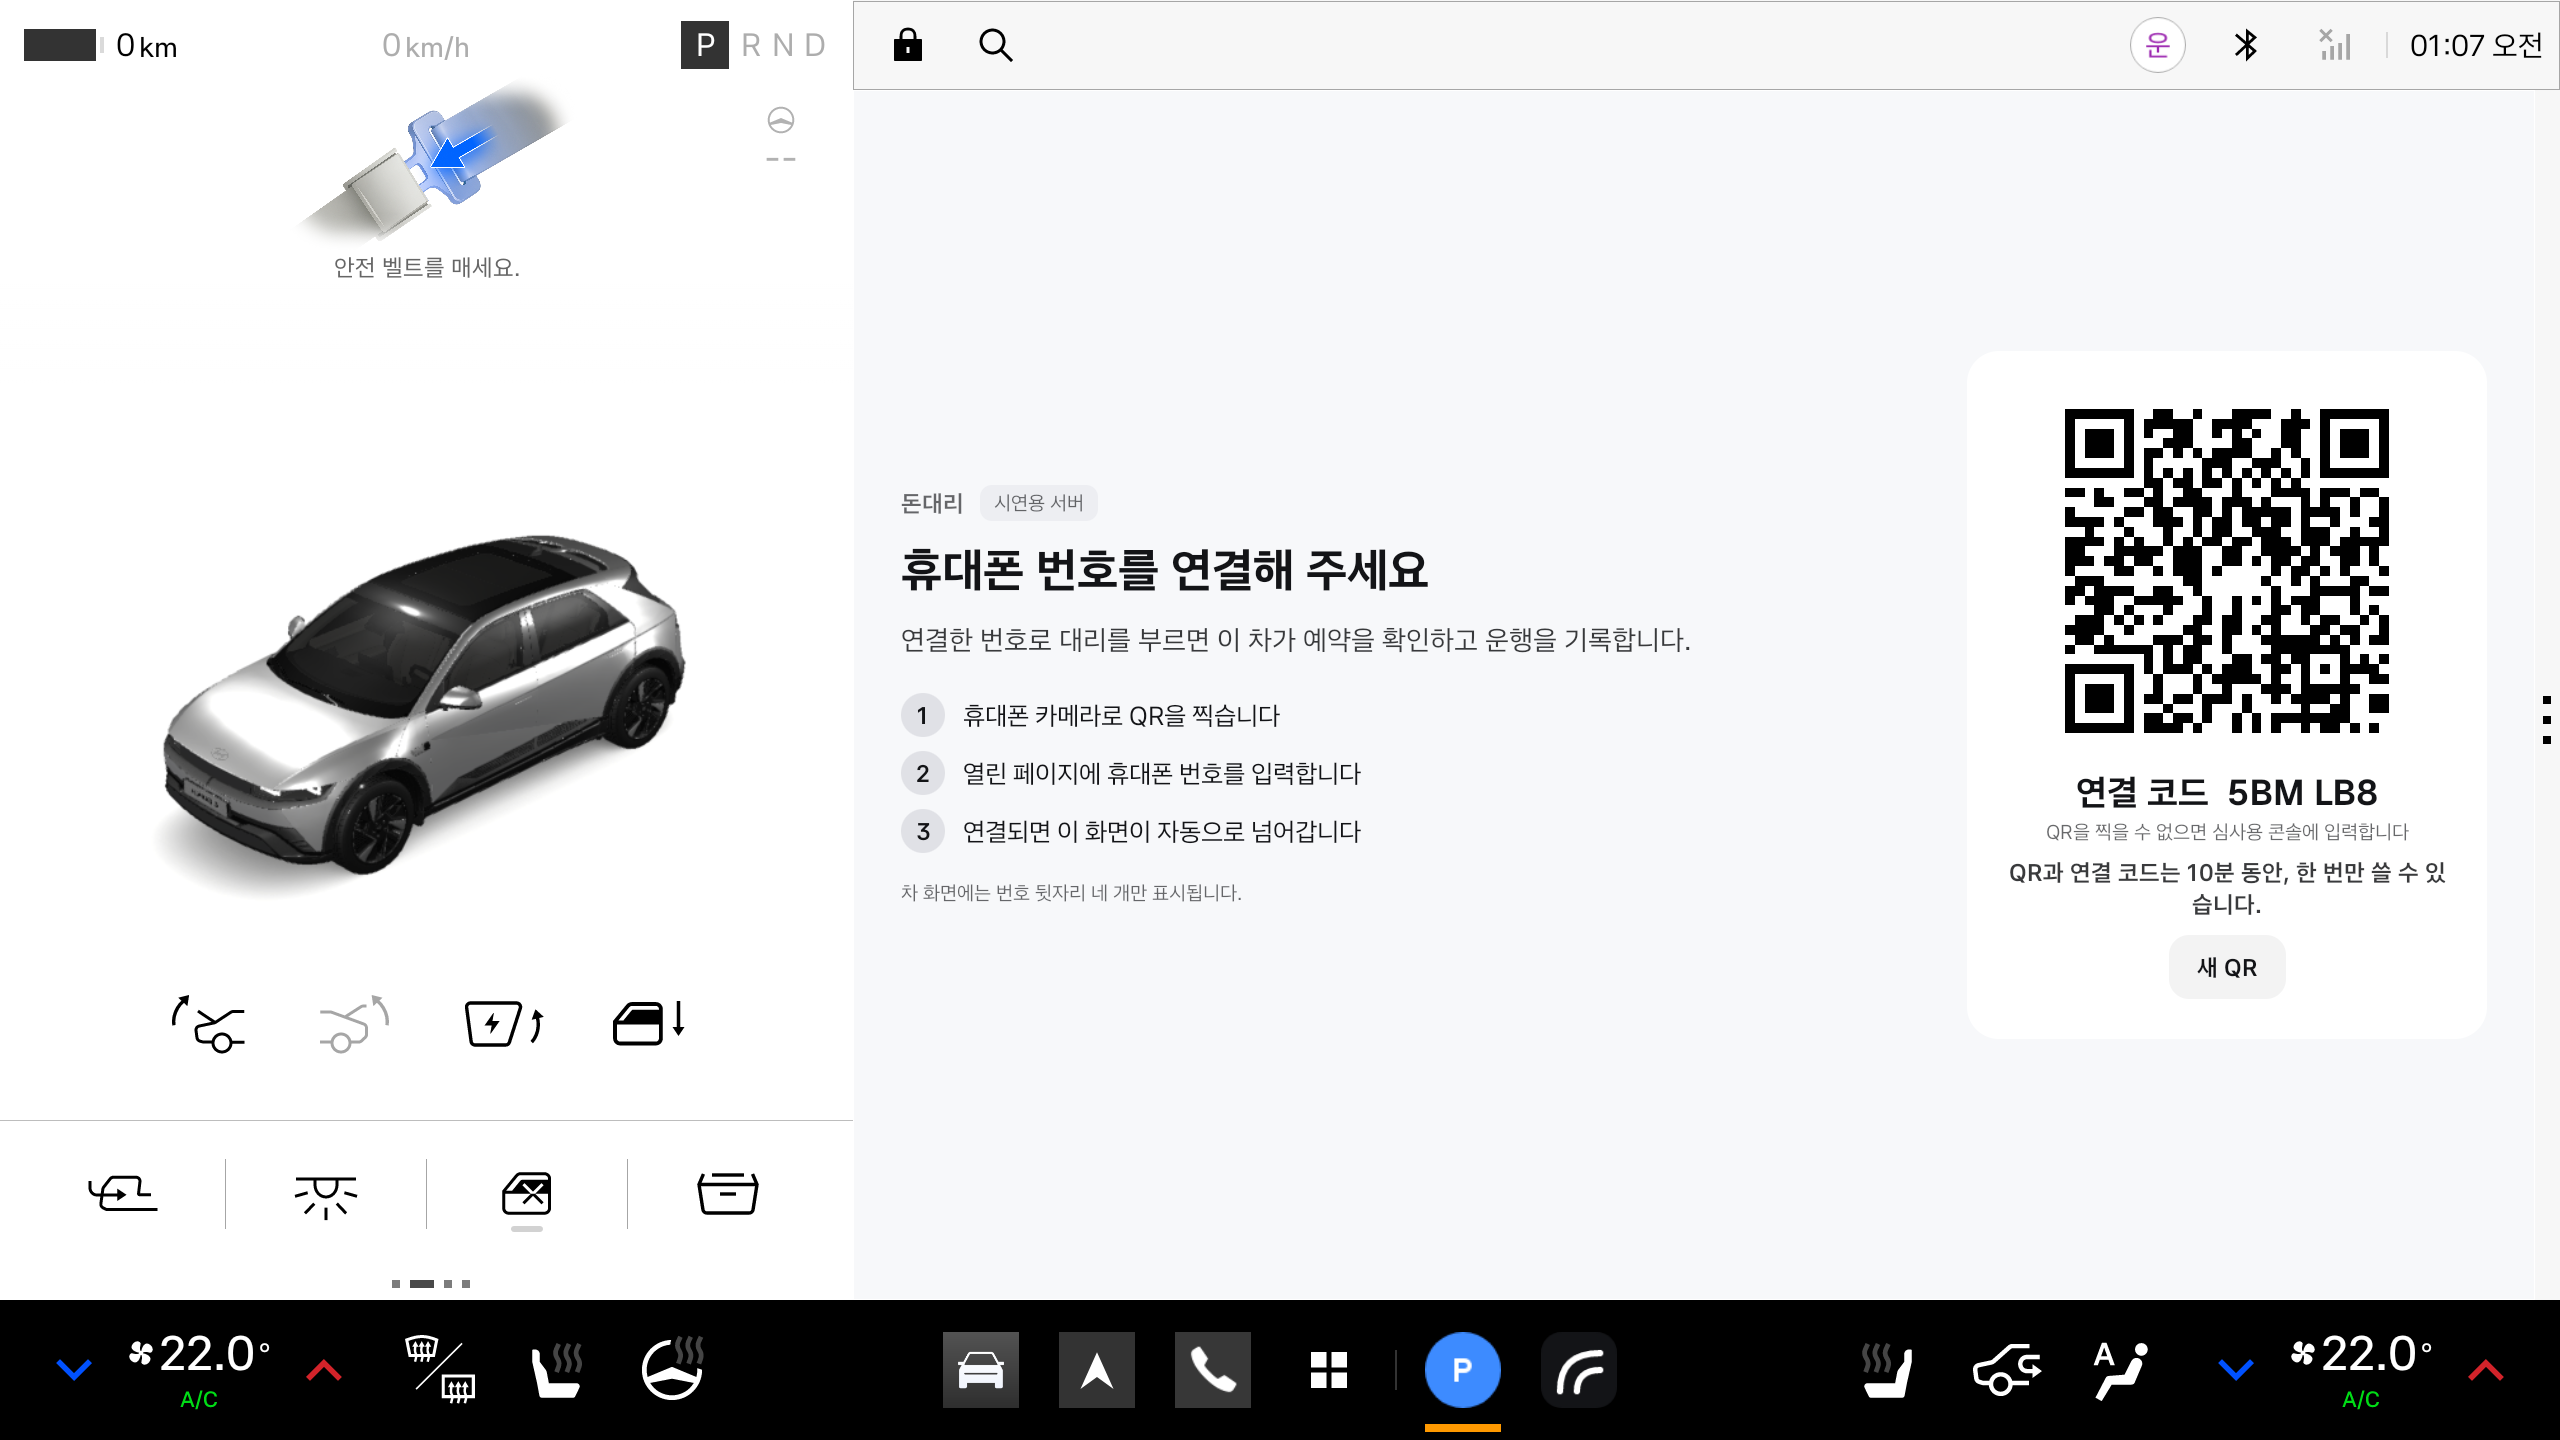 0 km
0 km/h
P R N D
운
01:07 오전
안전 벨트를 매세요.
돈대리
시연용 서버
휴대폰 번호를 연결해 주세요
연결한 번호로 대리를 부르면 이 차가 예약을 확인하고 운행을 기록합니다.
1 휴대폰 카메라로 QR을 찍습니다
2 열린 페이지에 휴대폰 번호를 입력합니다
3 연결되면 이 화면이 자동으로 넘어갑니다
차 화면에는 번호 뒷자리 네 개만 표시됩니다.
연결 코드 5BM LB8
QR을 찍을 수 없으면 심사용 콘솔에 입력합니다
QR과 연결 코드는 10분 동안, 한 번만 쓸 수 있
습니다.
새 QR
22.0°
A/C
P
A
22.0°
A/C